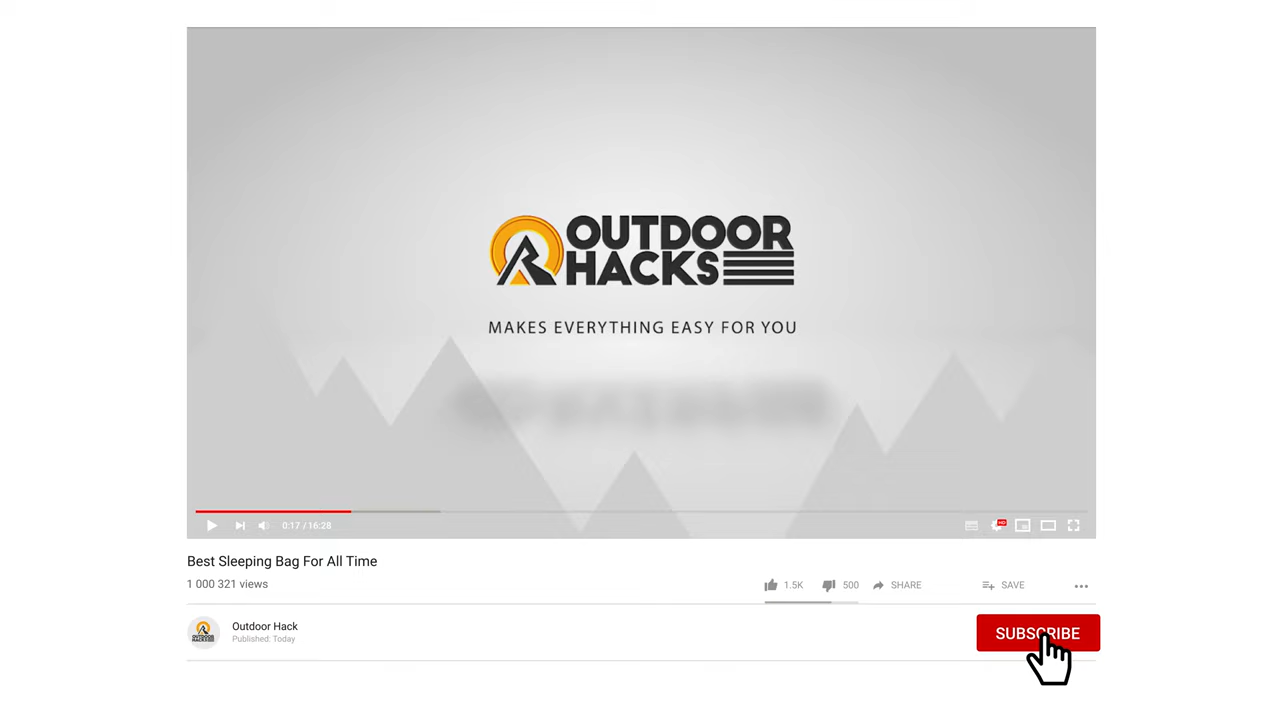 OUTDOOR
HACKS
MAKES EVERYTHING EASY FOR YOU
0:17 / 16:28
HD
Best Sleeping Bag For All Time
1 000 321 views
1.5K
500
SHARE
SAVE
Outdoor Hack
Published: Today
SUBSCRIBE